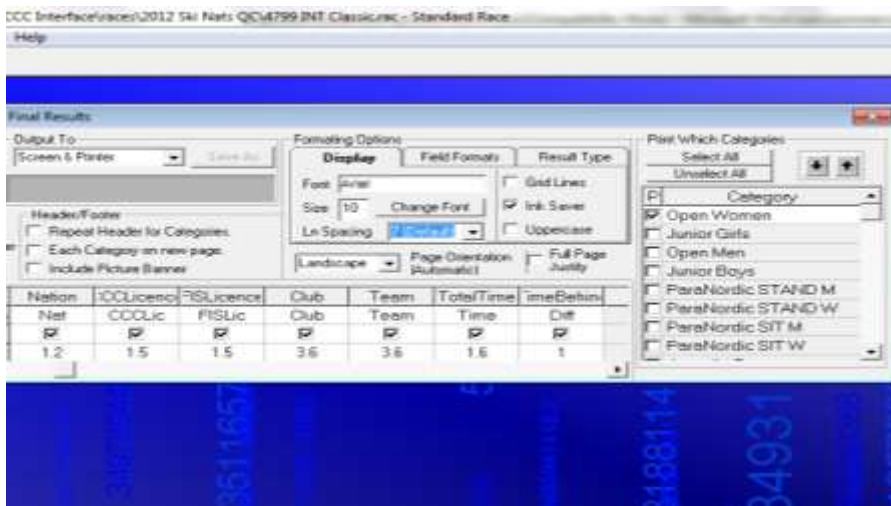 CCC Interface\races\2012 Ski Nats QC\4799 INT Classic.rac - Standard Race
Help
Final Results
Output To
Screen & Printer
Save As
Header/Footer
Repeat Header for Categories
Each Category on new page
Include Picture Banner
Formating Options
Display Field Formats Result Type
Font Arial
Size 10 Change Font
Ln Spacing
Grid Lines
Ink Saver
Uppercase
Landscape
Page Orientation
(Automatic)
Full Page
Justify
Print Which Categories
Select All
Unselect All
P Category
Open Women
Junior Girls
Open Men
Junior Boys
ParaNordic STAND M
ParaNordic STAND W
ParaNordic SIT M
ParaNordic SIT W
Nation CCCLicence FISLicence Club Team TotalTime TimeBehind
Nat CCCLic FISLic Club Team Time Diff
1.2 1.5 1.5 3.6 3.6 1.6 1
3511657
3188114
34931